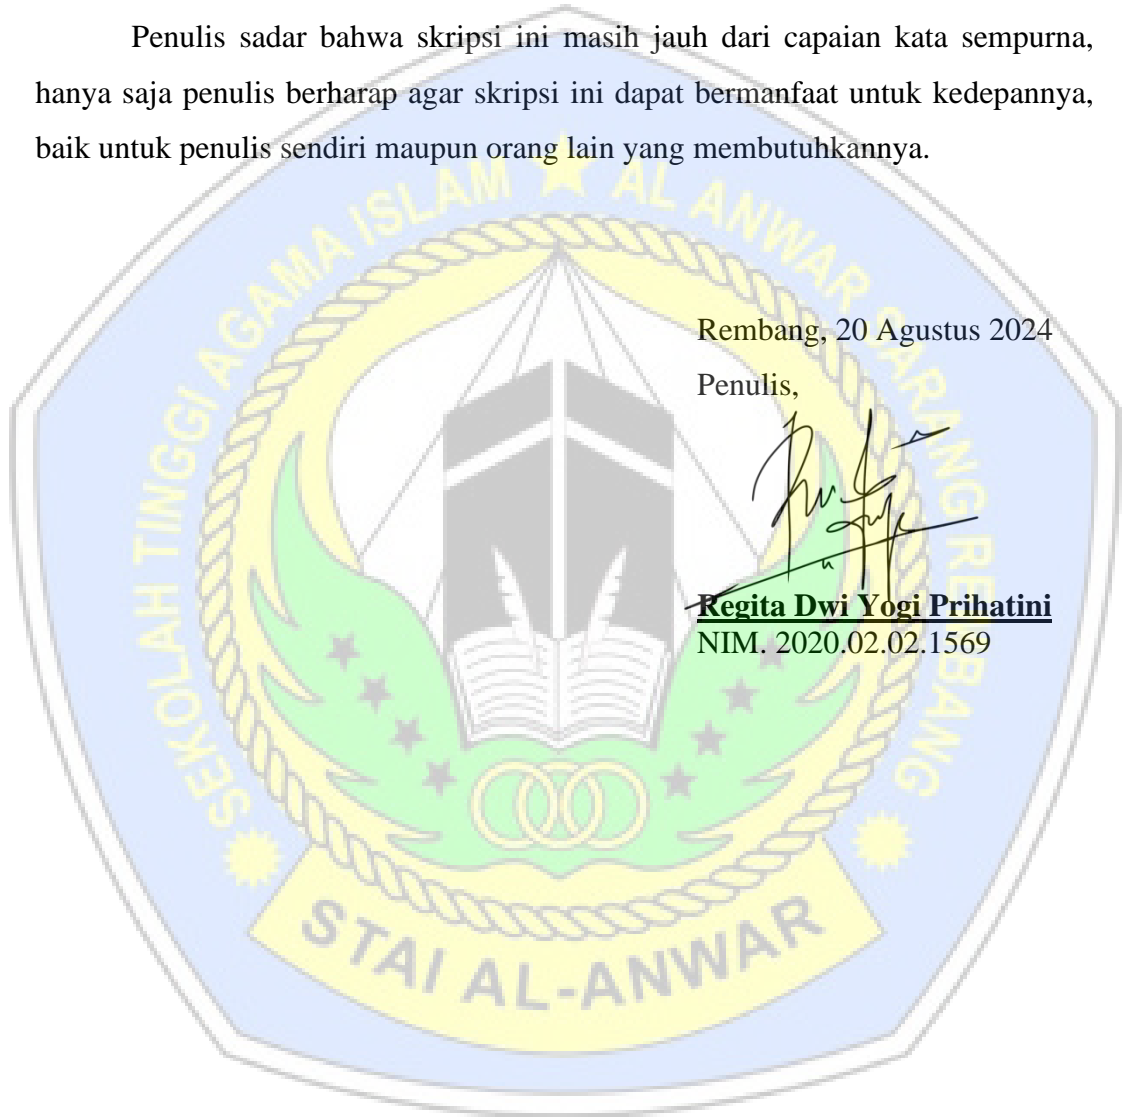 Penulis sadar bahwa skripsi ini masih jauh dari capaian kata sempurna,
hanya saja penulis berharap agar skripsi ini dapat bermanfaat untuk kedepannya,
baik untuk penulis sendiri maupun orang lain yang membutuhkannya.
SEKOLAH TINGGI AGAMA ISLAM AL ANWAR SARANG REMBANG
Rembang, 20 Agustus 2024
Penulis,
Regita Dwi Yogi Prihatini
NIM. 2020.02.02.1569
STAI AL-ANWAR